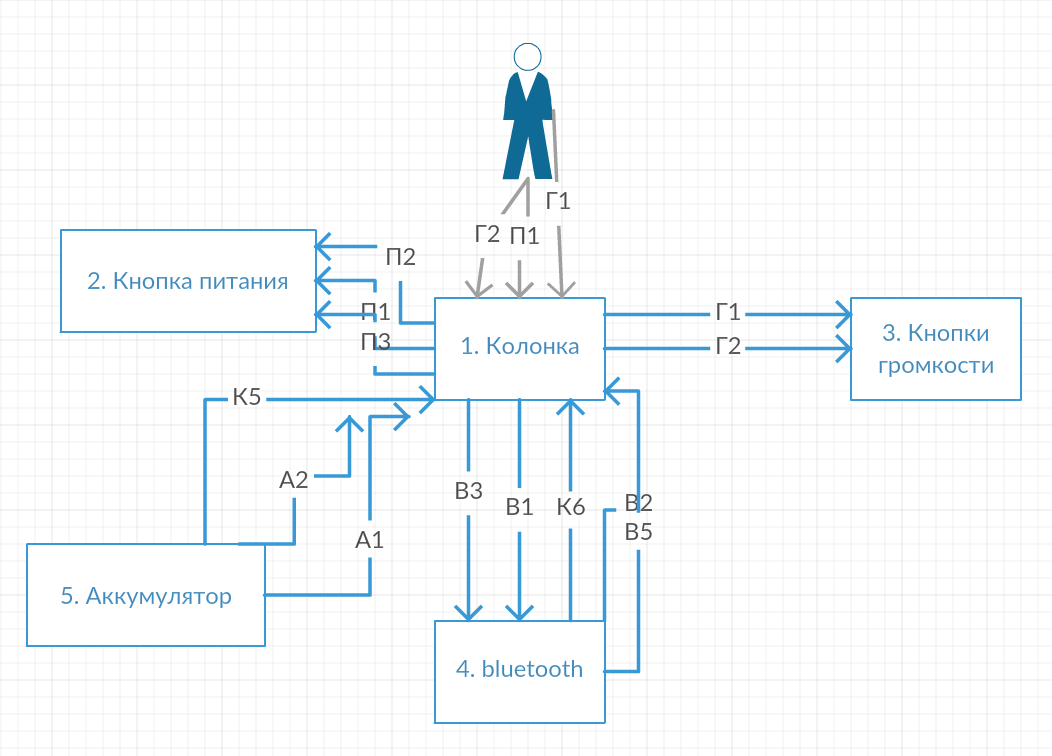 Г1
Г2
П1
П2
2. Кнопка питания
П1
П3
1. Колонка
Г1
Г2
3. Кнопки
громкости
К5
А2
А1
В3
В1
К6
В2
В5
5. Аккумулятор
4. bluetooth